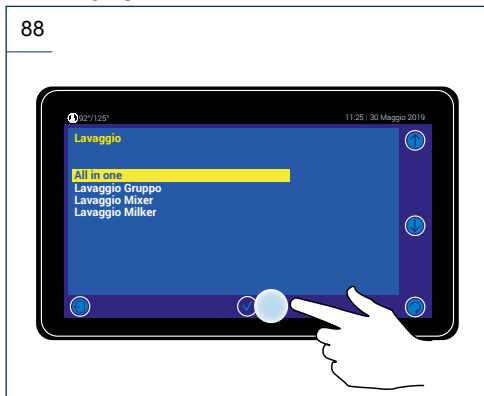 88
92°/125° 11:25 | 30 Maggio 2019
Lavaggio
All in one
Lavaggio Gruppo
Lavaggio Mixer
Lavaggio Milker